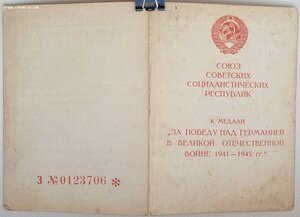 З №0123706 *
СОЮЗ
СОВЕТСКИХ
СОЦИАЛИСТИЧЕСКИХ
РЕСПУБЛИК
К МЕДАЛИ
"ЗА ПОБЕДУ НАД ГЕРМАНИЕЙ
В ВЕЛИКОЙ ОТЕЧЕСТВЕННОЙ
ВОЙНЕ 1941—1945 гг."